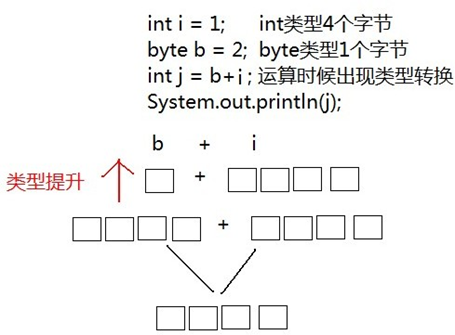 int i = 1; int类型4个字节
byte b = 2; byte类型1个字节
int j = b+i ; 运算时候出现类型转换
System.out.println(j);
b + i
类型提升 +
+